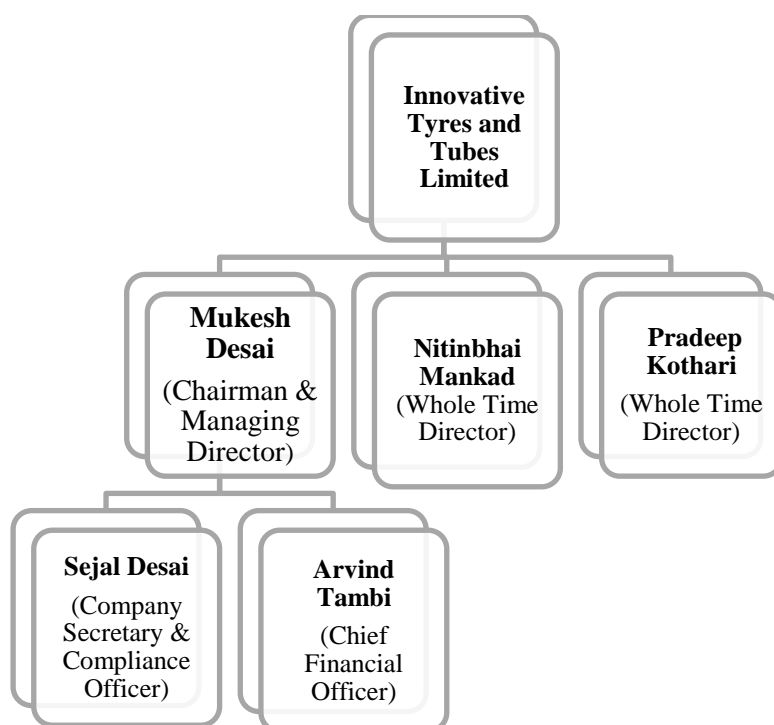 Innovative
Tyres and
Tubes
Limited
Mukesh
Desai
(Chairman &
Managing
Director)
Nitinbhai
Mankad
(Whole Time
Director)
Pradeep
Kothari
(Whole Time
Director)
Sejal Desai
(Company
Secretary &
Compliance
Officer)
Arvind
Tambi
(Chief
Financial
Officer)